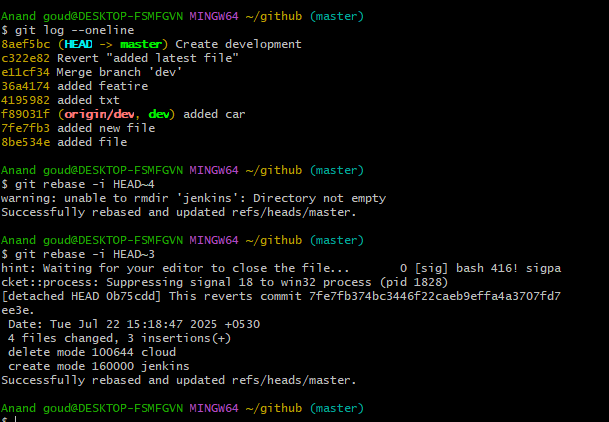 Anand goud@DESKTOP-FSMFGVN MINGW64 ~/github (master)
$ git log --oneline
8aef5bc (HEAD -> master) Create development
c322e82 Revert "added latest file"
e11cf34 Merge branch 'dev'
36a4174 added featire
4195982 added txt
f89031f (origin/dev, dev) added car
7fe7fb3 added new file
8be534e added file
Anand goud@DESKTOP-FSMFGVN MINGW64 ~/github (master)
$ git rebase -i HEAD~4
warning: unable to rmdir 'jenkins': Directory not empty
Successfully rebased and updated refs/heads/master.
Anand goud@DESKTOP-FSMFGVN MINGW64 ~/github (master)
$ git rebase -i HEAD~3
hint: Waiting for your editor to close the file...       0 [sig] bash 416! sigpa
cket::process: Suppressing signal 18 to win32 process (pid 1828)
[detached HEAD 0b75cdd] This reverts commit 7fe7fb374bc3446f22caeb9effa4a3707fd7
ee3e.
Date: Tue Jul 22 15:18:47 2025 +0530
4 files changed, 3 insertions(+)
delete mode 100644 cloud
create mode 160000 jenkins
Successfully rebased and updated refs/heads/master.
Anand goud@DESKTOP-FSMFGVN MINGW64 ~/github (master)
$